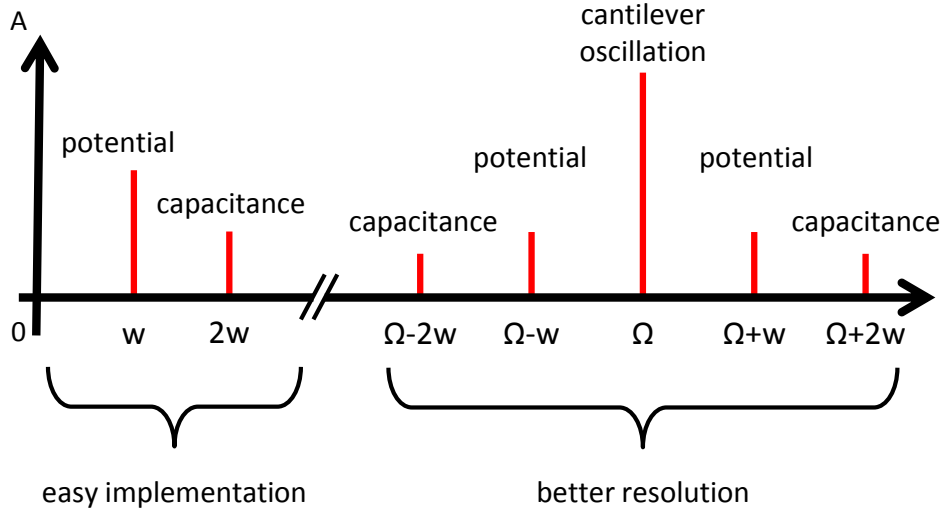 A
cantilever
oscillation
potential
potential
potential
capacitance
capacitance
capacitance
0
w
2w
Ω-2w
Ω-w
Ω
Ω+w
Ω+2w
easy implementation
better resolution